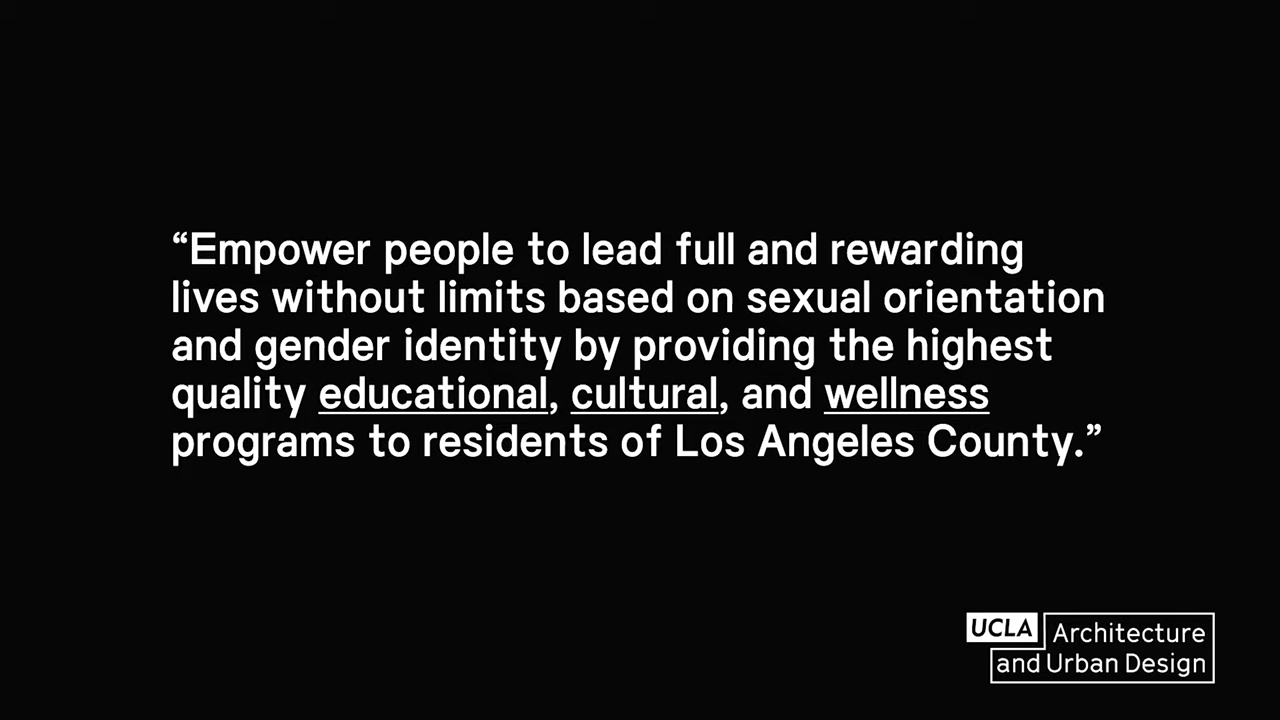 “Empower people to lead full and rewarding
lives without limits based on sexual orientation
and gender identity by providing the highest
quality educational, cultural, and wellness
programs to residents of Los Angeles County.”
UCLA Architecture
and Urban Design